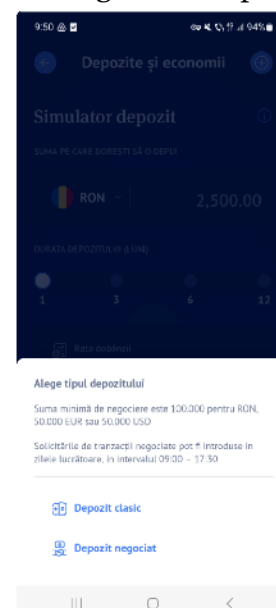 9:50
94%
Depozite și economii
Simulator depozit
SUMA PE CARE DOREȘTI SĂ O DEPUI
RON
2,500.00
DURATA DEPOZITULUI (LUNI)
1 3 6 12
Rata dobânzii
Alege tipul depozitului
Suma minimă de negociere este 100.000 pentru RON,
50.000 EUR sau 50.000 USD
Solicitările de tranzacții negociate pot fi introduse in
zilele lucrătoare, in intervalul 09:00 – 17:30
Depozit clasic
Depozit negociat